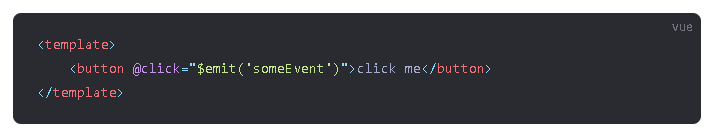 vue
<template>
    <button @click="$emit('someEvent')">click me</button>
</template>